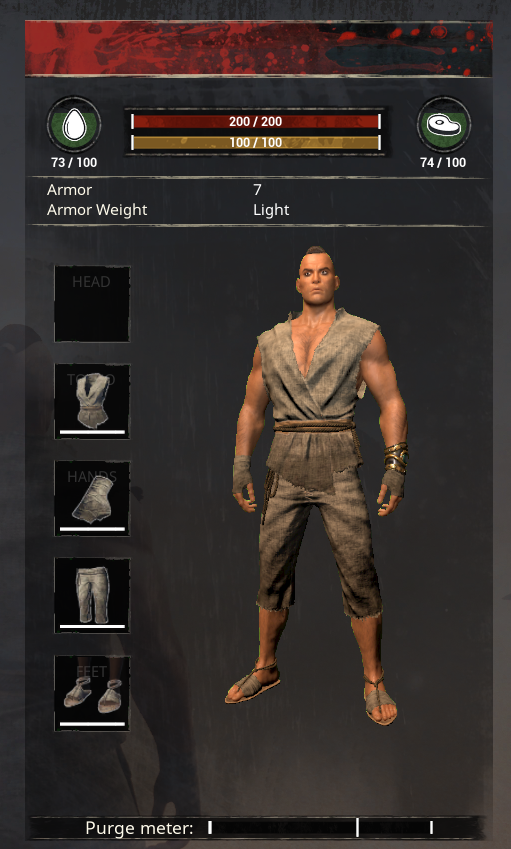 200 / 200
100 / 100
73 / 100
74 / 100
Armor 7
Armor Weight Light
HEAD
HANDS
FEET
Purge meter: